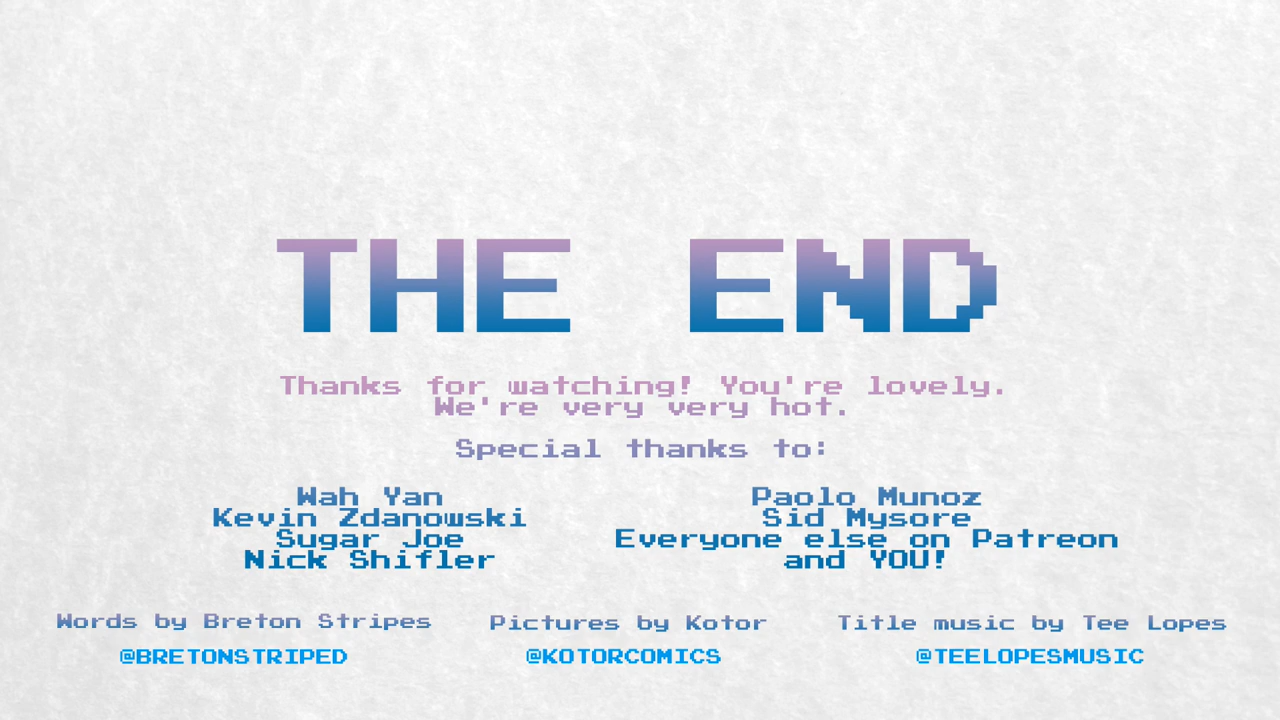 THE END
Thanks for watching! You're lovely.
We're very very hot.
Special thanks to:
Wah Yan
Kevin Zdanowski
Sugar Joe
Nick Shifler
Paolo Munoz
Sid Mysore
Everyone else on Patreon
and YOU!
Words by Breton Stripes
@BRETONSTRIPED
Pictures by Kotor
@KOTORCOMICS
Title music by Tee Lopes
@TEELOPESMUSIC